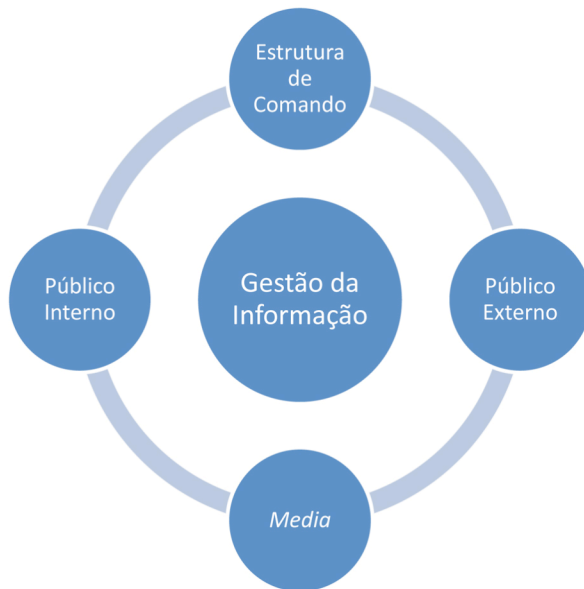 Estrutura
de
Comando
Público
Interno
Gestão da
Informação
Público
Externo
Media